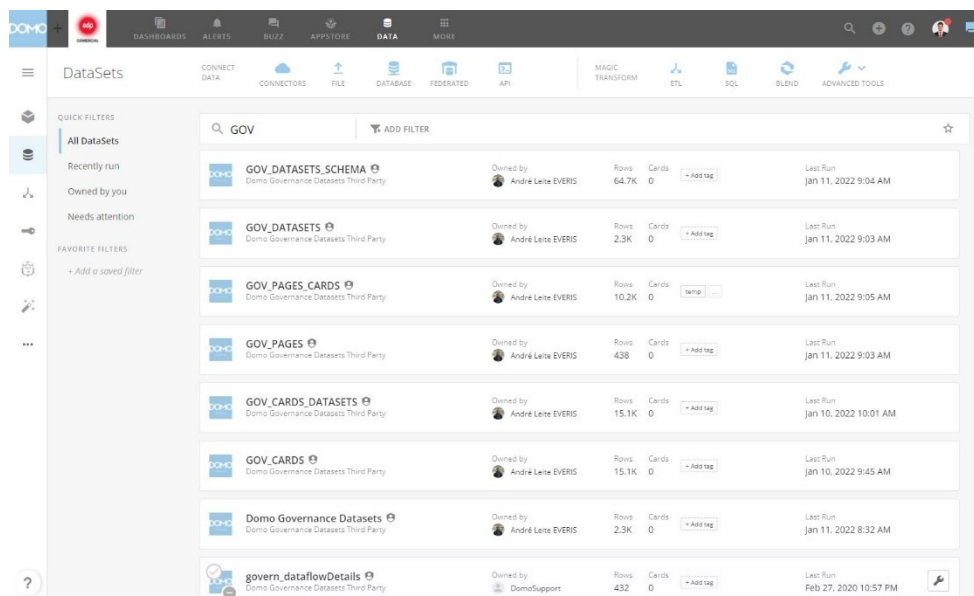 DOMO + edp COMERCIAL DASHBOARDS ALERTS BUZZ APPSTORE DATA MORE
DataSets CONNECT DATA CONNECTORS FILE DATABASE FEDERATED API MAGIC TRANSFORM ETL SQL BLEND ADVANCED TOOLS
QUICK FILTERS
All DataSets
Recently run
Owned by you
Needs attention
FAVORITE FILTERS
+ Add a saved filter
GOV ADD FILTER
DOMO GOV_DATASETS_SCHEMA Owned by Rows Cards + Add tag Last Run
Domo Governance Datasets Third Party André Leite EVERIS 64.7K 0 Jan 11, 2022 9:04 AM
DOMO GOV_DATASETS Owned by Rows Cards + Add tag Last Run
Domo Governance Datasets Third Party André Leite EVERIS 2.3K 0 Jan 11, 2022 9:03 AM
DOMO GOV_PAGES_CARDS Owned by Rows Cards temp ... Last Run
Domo Governance Datasets Third Party André Leite EVERIS 10.2K 0 Jan 11, 2022 9:05 AM
DOMO GOV_PAGES Owned by Rows Cards + Add tag Last Run
Domo Governance Datasets Third Party André Leite EVERIS 438 0 Jan 11, 2022 9:03 AM
DOMO GOV_CARDS_DATASETS Owned by Rows Cards + Add tag Last Run
Domo Governance Datasets Third Party André Leite EVERIS 15.1K 0 Jan 10, 2022 10:01 AM
DOMO GOV_CARDS Owned by Rows Cards + Add tag Last Run
Domo Governance Datasets Third Party André Leite EVERIS 15.1K 0 Jan 10, 2022 9:45 AM
DOMO Domo Governance Datasets Owned by Rows Cards + Add tag Last Run
Domo Governance Datasets Third Party André Leite EVERIS 2.3K 0 Jan 11, 2022 8:32 AM
govern_dataflowDetails Owned by Rows Cards + Add tag Last Run
Domo Governance Datasets Third Party DomoSupport 432 0 Feb 27, 2020 10:57 PM
?